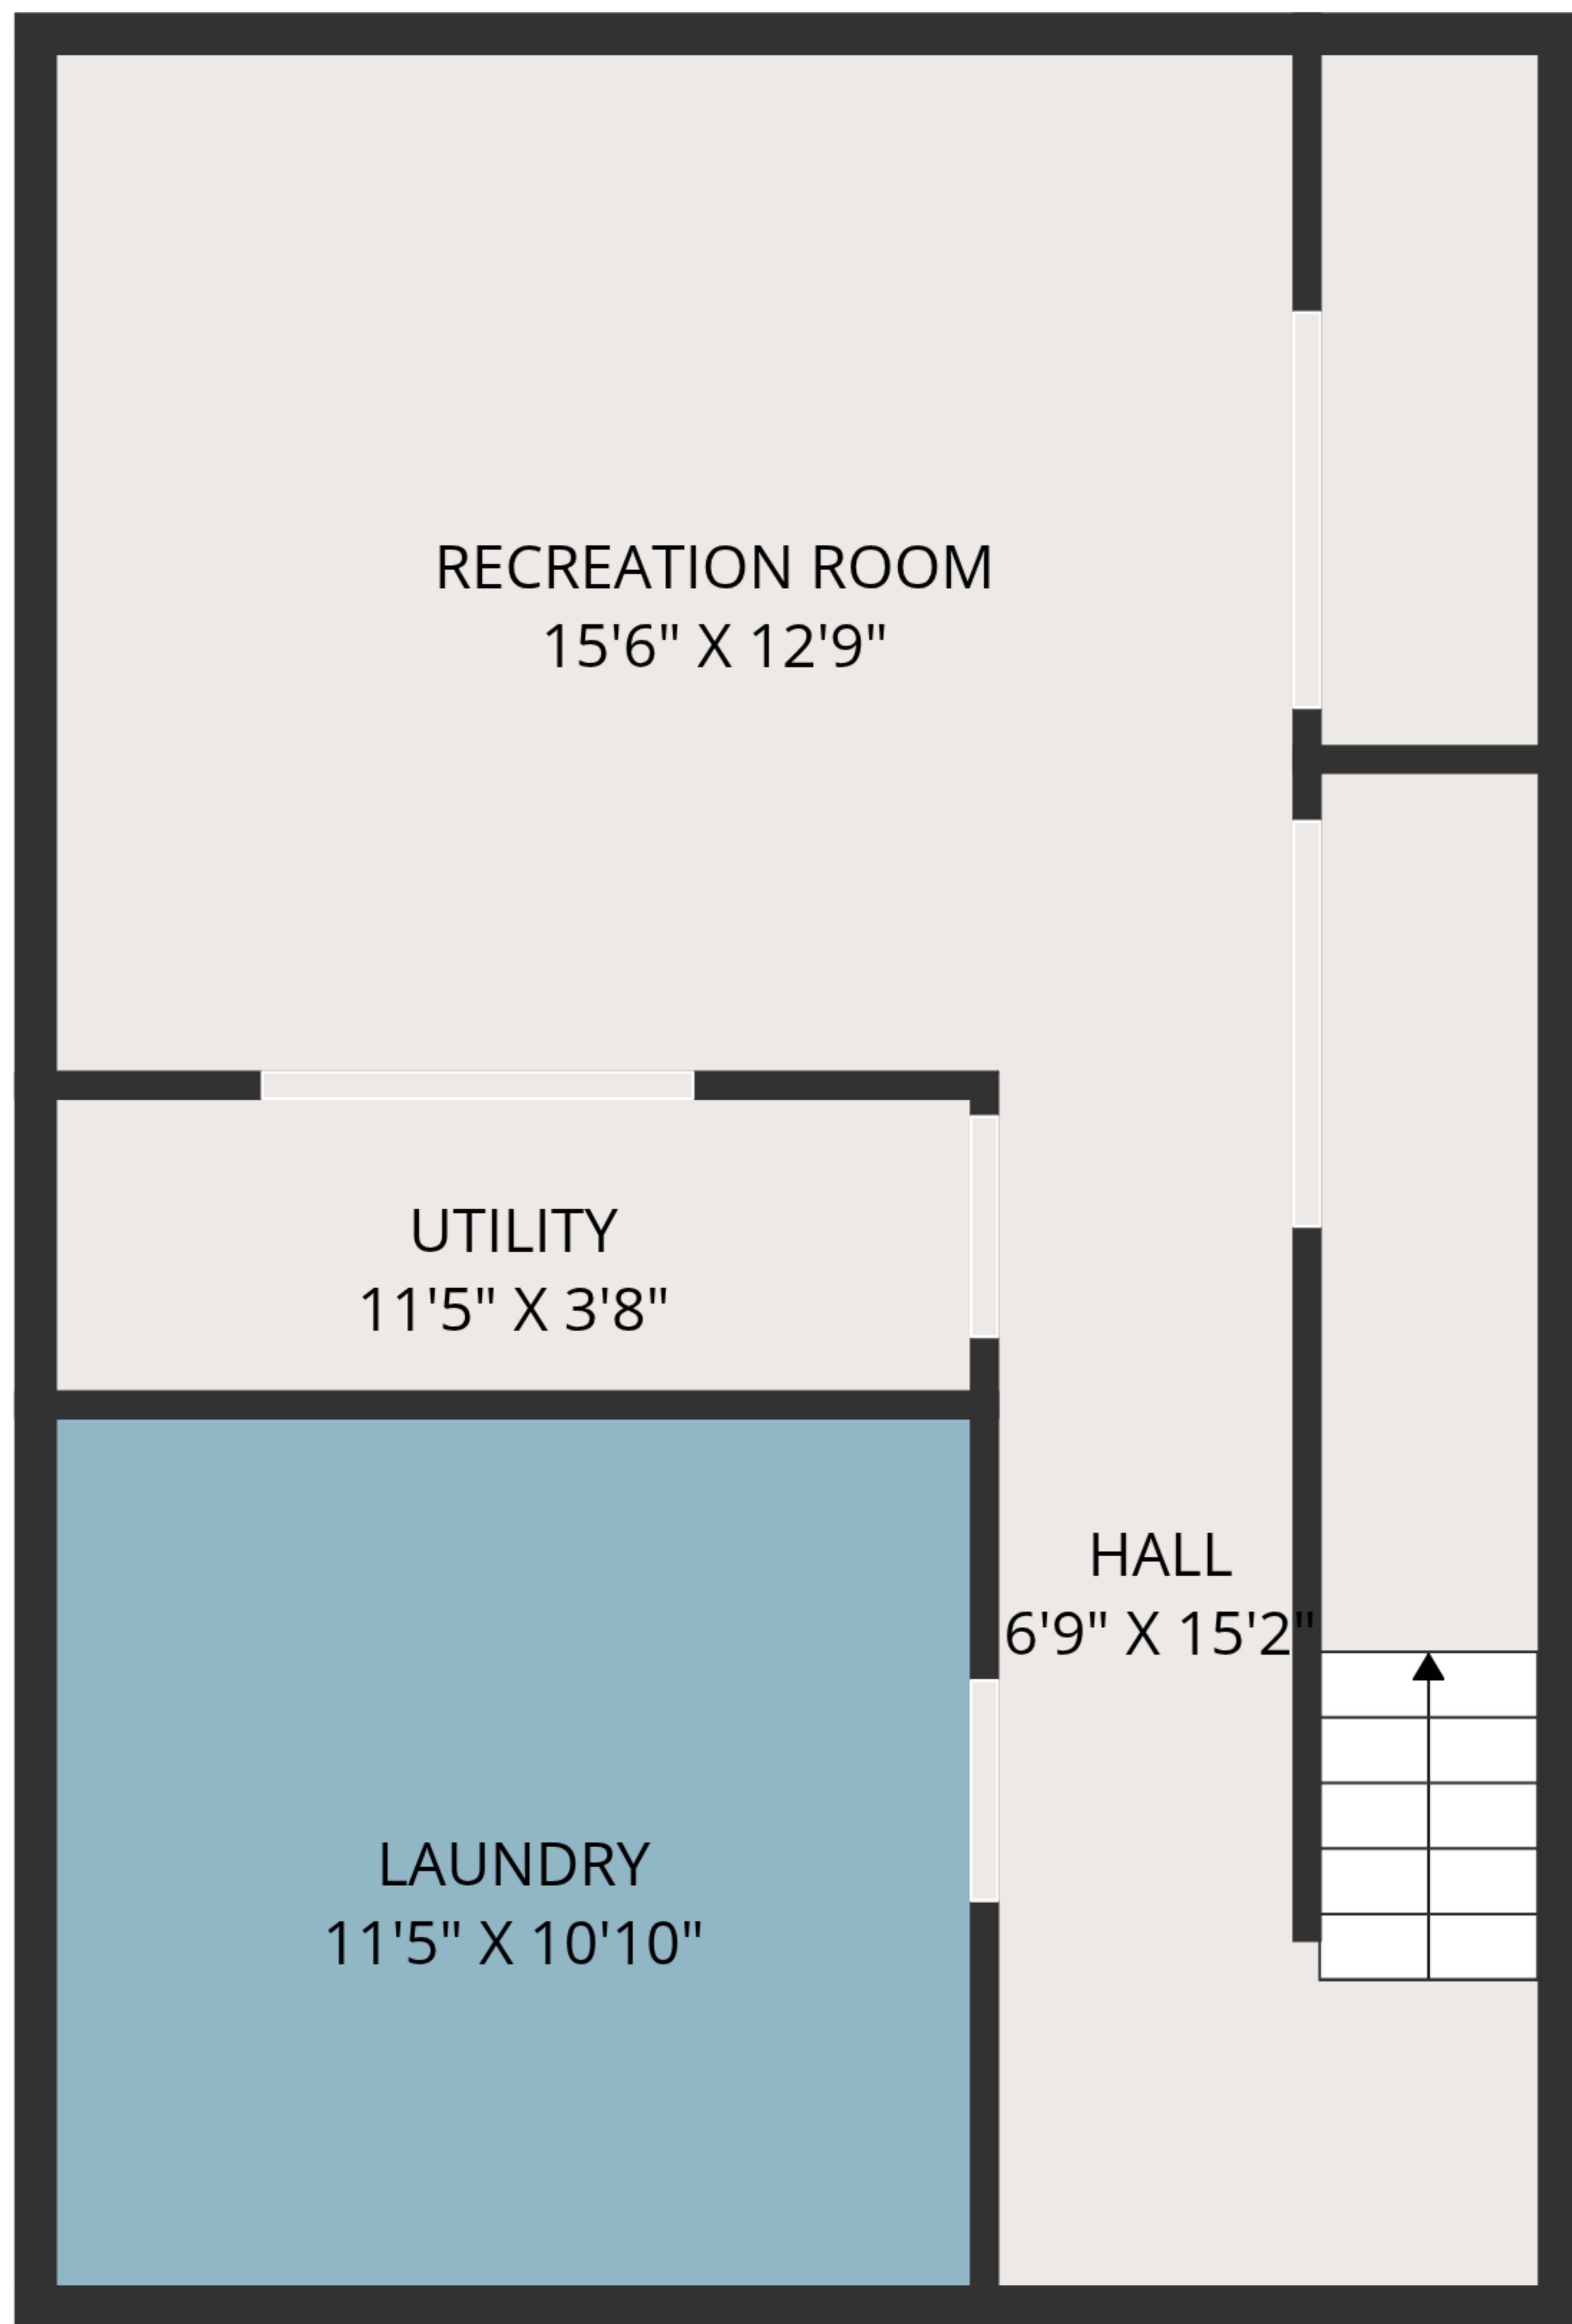 RECREATION ROOM
15'6" X 12'9"
UTILITY
11'5" X 3'8"
HALL
6'9" X 15'2"
LAUNDRY
11'5" X 10'10"